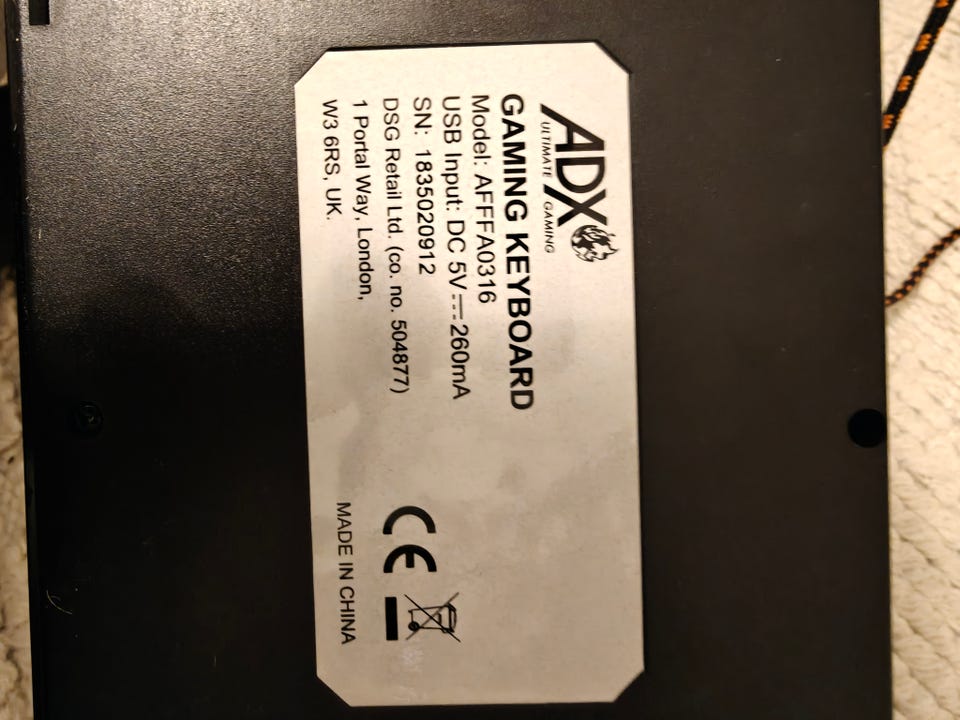 ADX
ULTIMATE GAMING
GAMING KEYBOARD
Model: AFFFA0316
USB Input: DC 5V⎓260mA
SN: 1835020912
DSG Retail Ltd. (co. no. 504877)
1 Portal Way, London,
W3 6RS, UK.
CE
MADE IN CHINA